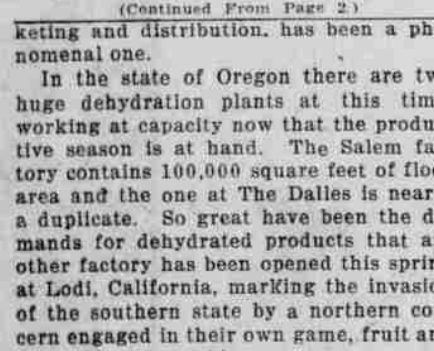 (Continued From Page 2)
keting and distribution, has been a ph
nomenal one.
In the state of Oregon there are tw
huge dehydration plants at this tim
working at capacity now that the produ
tive season is at hand. The Salem fa
tory contains 100,000 square feet of floo
area and the one at The Dalles is near
a duplicate. So great have been the d
mands for dehydrated products that a
other factory has been opened this sprin
at Lodi, California, marking the invasio
of the southern state by a northern co
cern engaged in their own game, fruit a